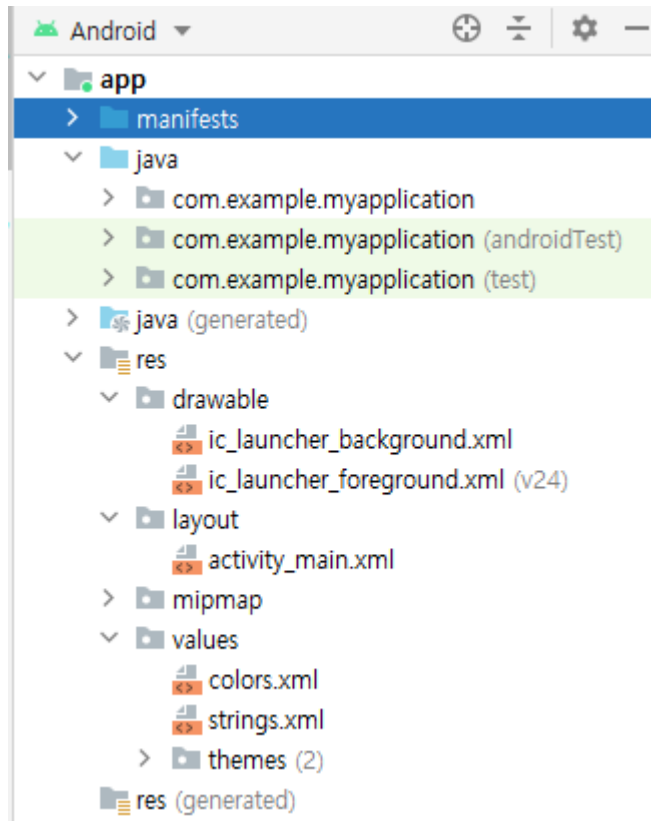 Android
app
manifests
java
com.example.myapplication
com.example.myapplication (androidTest)
com.example.myapplication (test)
java (generated)
res
drawable
ic_launcher_background.xml
ic_launcher_foreground.xml (v24)
layout
activity_main.xml
mipmap
values
colors.xml
strings.xml
themes (2)
res (generated)